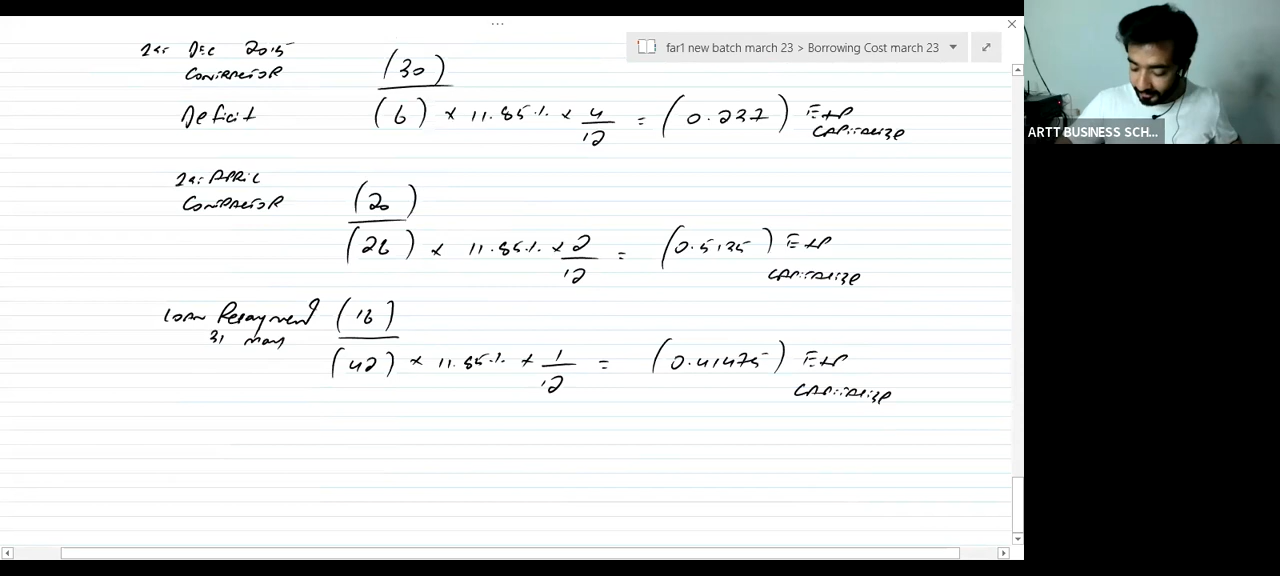 far1 new batch march 23 > Borrowing Cost march 23
1st DEC 2015
CONTRACTOR (30)
Deficit (6) × 11.85% × 4/12 = (0.237) EXP
CAPITALIZE
1st APRIL
CONTRACTOR (20)
(26) × 11.85% × 2/12 = (0.5135) EXP
CAPITALIZE
LOAN Repayment (16)
31 may
(42) × 11.85% × 1/12 = (0.41475) EXP
CAPITALIZE
ARTT BUSINESS SCH...